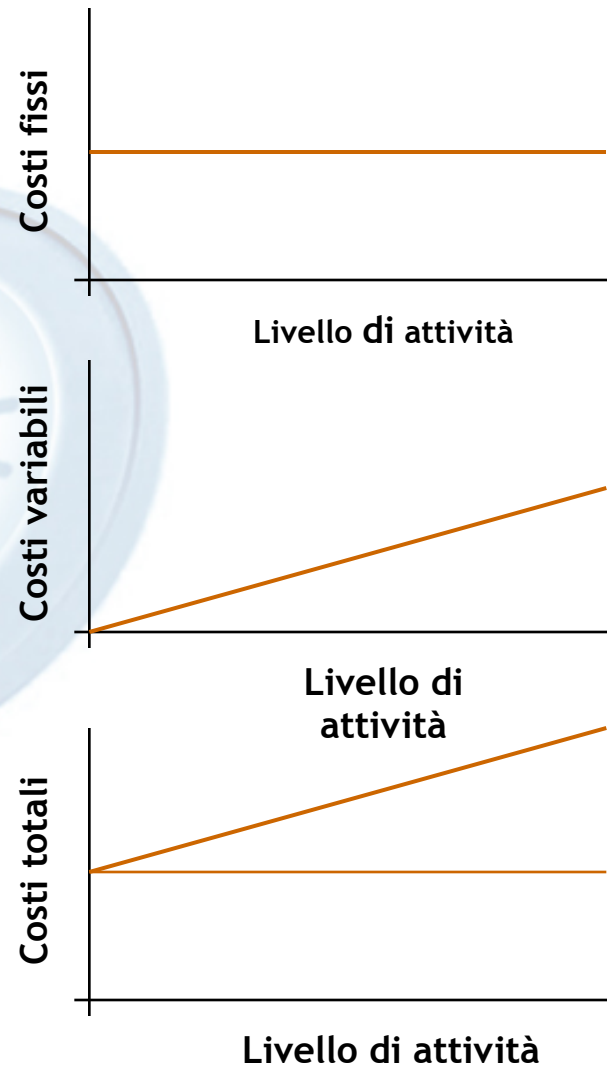 Costi fissi
Livello di attività
Costi variabili
Livello di
attività
Costi totali
Livello di attività